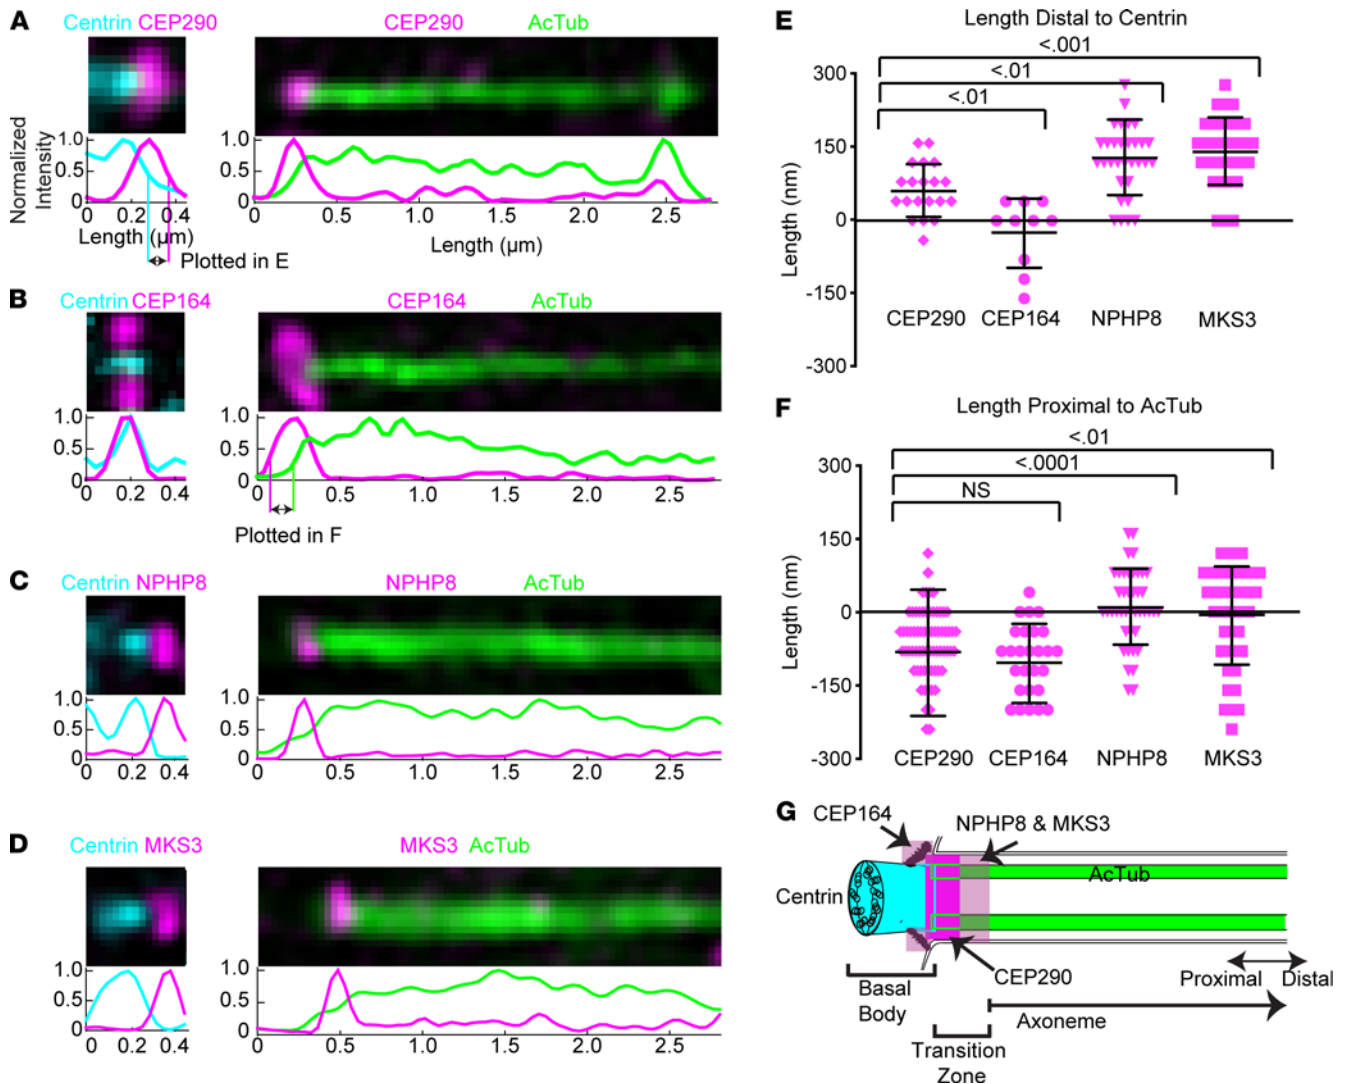 A
Centrin CEP290
CEP290 AcTub
Normalized
Intensity
1.0
0.5
0
0 0.2 0.4
Length (μm)
Plotted in E
1.0
0.5
0
0 0.5 1.0 1.5 2.0 2.5
Length (μm)
B
Centrin CEP164
CEP164 AcTub
1.0
0.5
0
0 0.2 0.4
1.0
0.5
0
0 0.5 1.0 1.5 2.0 2.5
Plotted in F
C
Centrin NPHP8
NPHP8 AcTub
1.0
0.5
0
0 0.2 0.4
1.0
0.5
0
0 0.5 1.0 1.5 2.0 2.5
D
Centrin MKS3
MKS3 AcTub
1.0
0.5
0
0 0.2 0.4
1.0
0.5
0
0 0.5 1.0 1.5 2.0 2.5
E
Length Distal to Centrin
<.001
<.01
<.01
Length (nm)
300
150
0
-150
-300
CEP290 CEP164 NPHP8 MKS3
F
Length Proximal to AcTub
<.01
<.0001
NS
Length (nm)
300
150
0
-150
-300
CEP290 CEP164 NPHP8 MKS3
G
CEP164
NPHP8 & MKS3
AcTub
Centrin
CEP290
Proximal Distal
Basal
Body
Axoneme
Transition
Zone